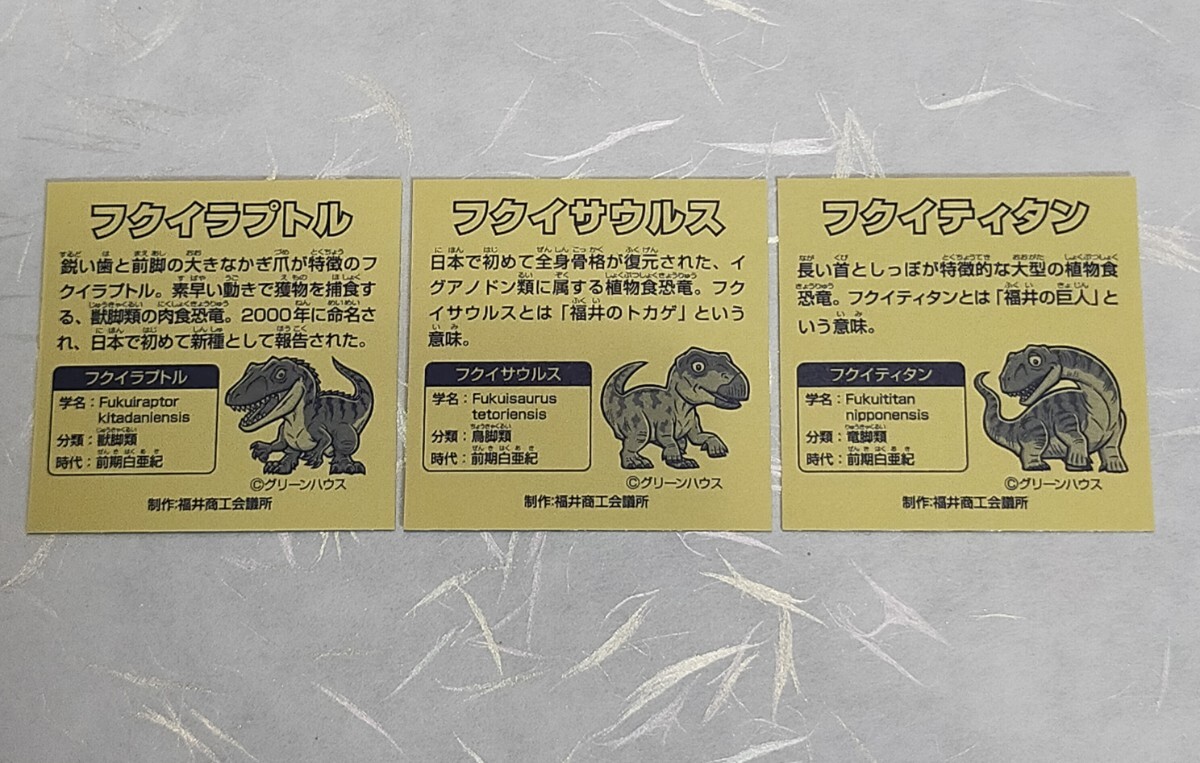 フクイラプトル
鋭い歯と前脚の大きなかぎ爪が特徴のフ
クイラプトル。素早い動きで獲物を捕食す
る、獣脚類の肉食恐竜。2000年に命名さ
れ、日本で初めて新種として報告された。
フクイラプトル
学名：Fukuiraptor
kitadaniensis
分類：獣脚類
時代：前期白亜紀
©グリーンハウス
制作:福井商工会議所
フクイサウルス
日本で初めて全身骨格が復元された、イ
グアノドン類に属する植物食恐竜。フク
イサウルスとは「福井のトカゲ」という
意味。
フクイサウルス
学名：Fukuisaurus
tetoriensis
分類：鳥脚類
時代：前期白亜紀
©グリーンハウス
制作:福井商工会議所
フクイティタン
長い首としっぽが特徴的な大型の植物食
恐竜。フクイティタンとは「福井の巨人」と
いう意味。
フクイティタン
学名：Fukuititan
nipponensis
分類：竜脚類
時代：前期白亜紀
©グリーンハウス
制作:福井商工会議所